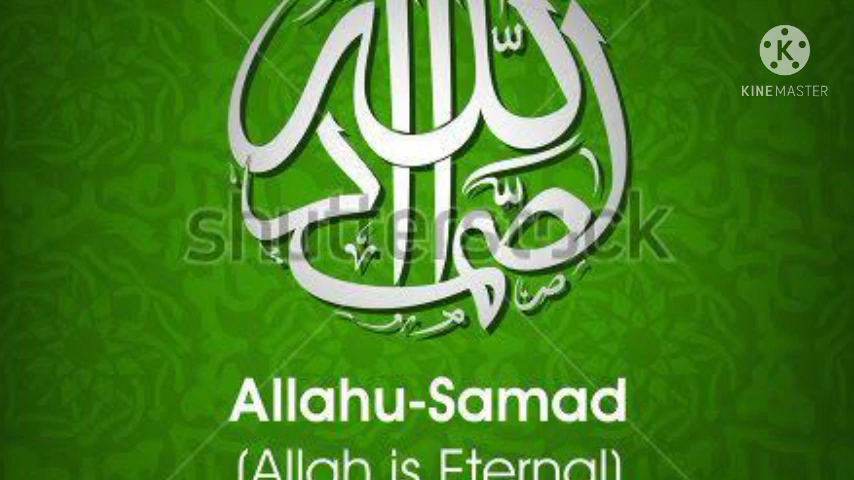 الله الصمد
KINEMASTER
shutterstock
Allahu-Samad
(Allah is Eternal)